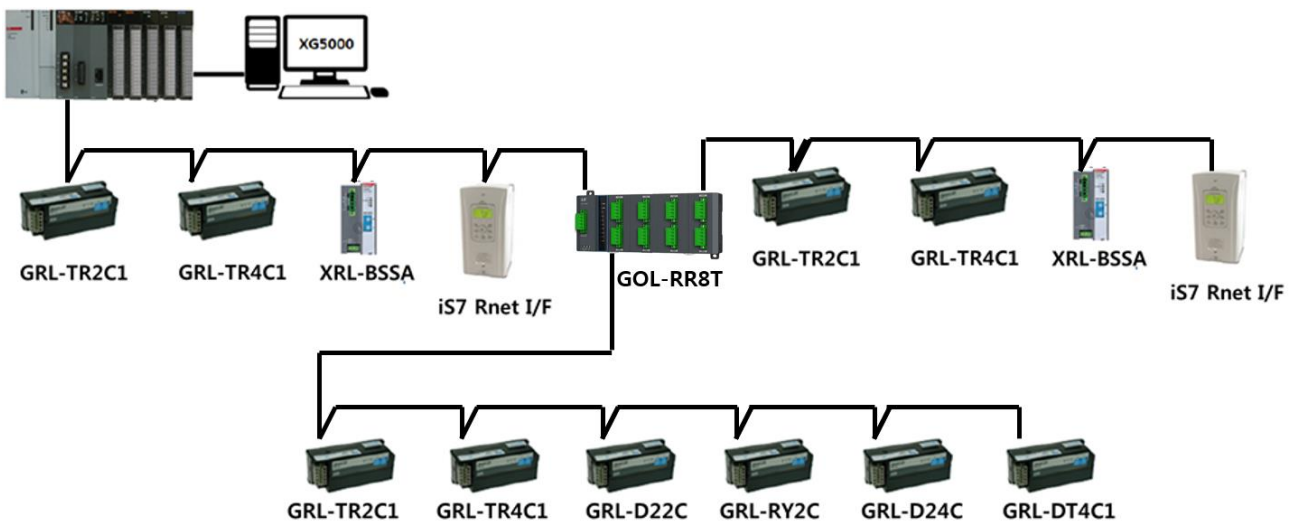 XG5000
GRL-TR2C1
GRL-TR4C1
XRL-BSSA
iS7 Rnet I/F
GOL-RR8T
GRL-TR2C1
GRL-TR4C1
XRL-BSSA
iS7 Rnet I/F
GRL-TR2C1
GRL-TR4C1
GRL-D22C
GRL-RY2C
GRL-D24C
GRL-DT4C1